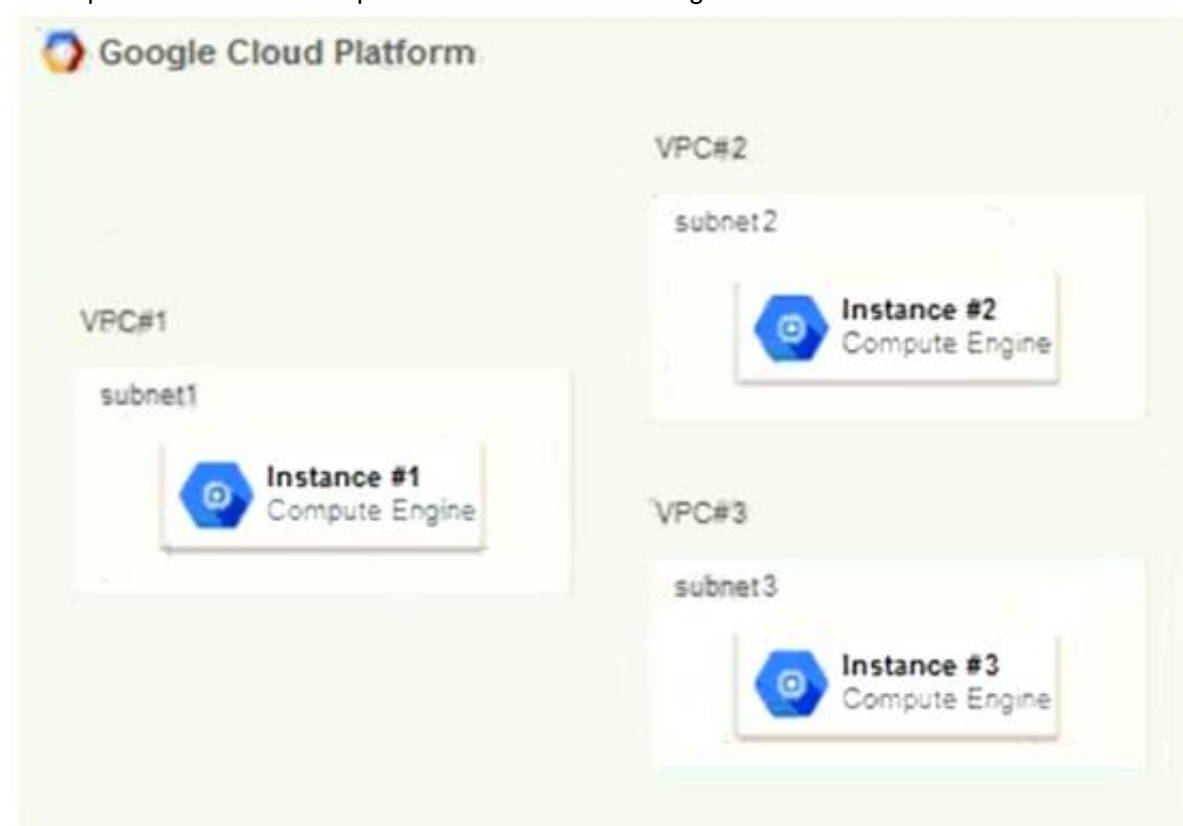 Google Cloud Platform
VPC#2
subnet2
Instance #2
Compute Engine
VPC#1
subnet1
Instance #1
Compute Engine
VPC#3
subnet3
Instance #3
Compute Engine